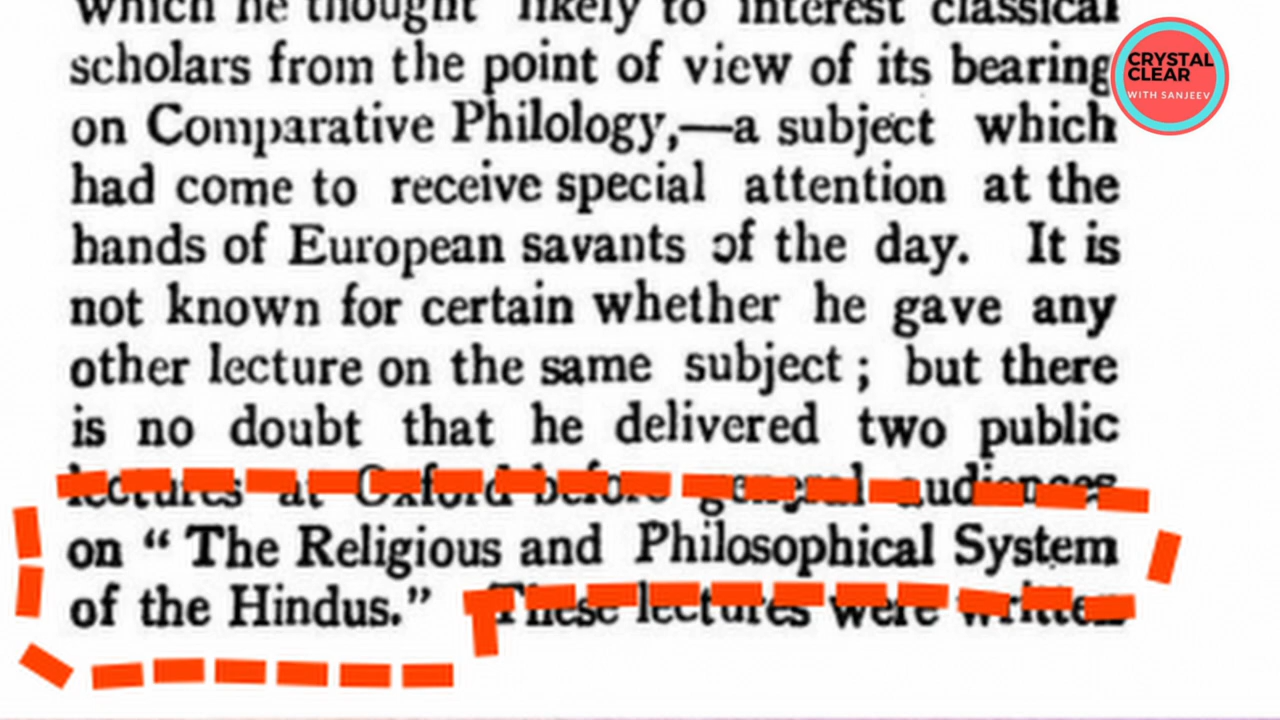 which he thought likely to interest classical
scholars from the point of view of its bearing
on Comparative Philology,—a subject which
had come to receive special attention at the
hands of European savants of the day. It is
not known for certain whether he gave any
other lecture on the same subject ; but there
is no doubt that he delivered two public
lectures at Oxford before general audiences
on “ The Religious and Philosophical System
of the Hindus.” These lectures were written
CRYSTAL
CLEAR
WITH SANJEEV